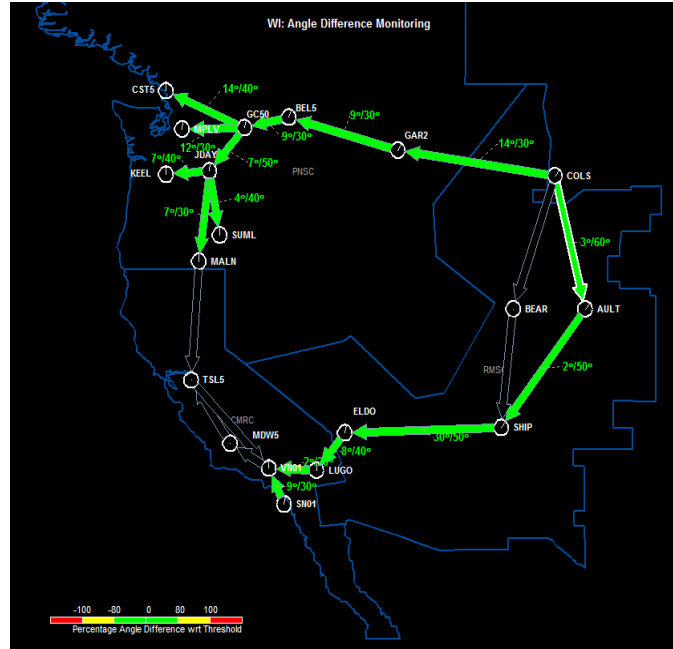 WI: Angle Difference Monitoring
CST5
14º/40º
BEL5
GC50
9º/30º
9º/30º
MPLV
12º/30º
JDAY
7º/50º
GAR2
14º/30º
7º/40º
KEEL
PNSC
COLS
4º/40º
7º/30º
SUML
3º/60º
MALN
BEAR
AULT
2º/50º
RMSC
TSL5
ELDO
CMRC
MDW5
SHIP
30º/50º
8º/40º
VN01
LUGO
9º/30º
SN01
-100 -80 0 80 100
Percentage Angle Difference wrt Threshold